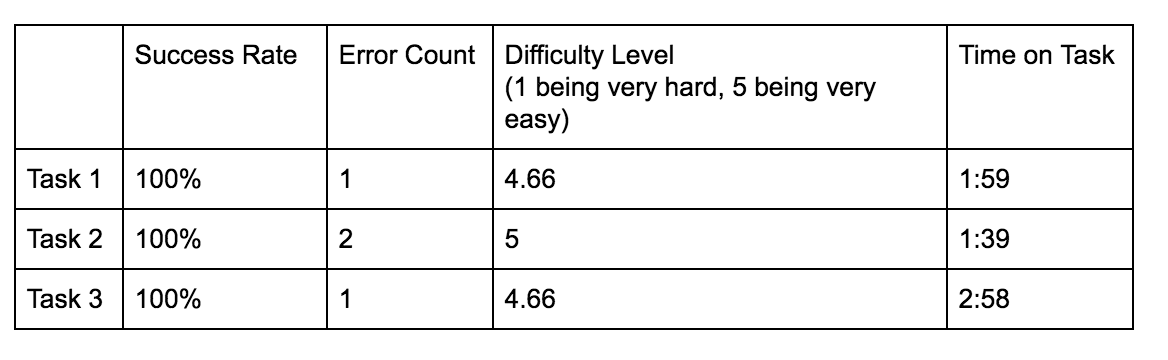 Success Rate Error Count Difficulty Level Time on Task
(1 being very hard, 5 being very
easy)
Task 1 100% 1 4.66 1:59
Task 2 100% 2 5 1:39
Task 3 100% 1 4.66 2:58